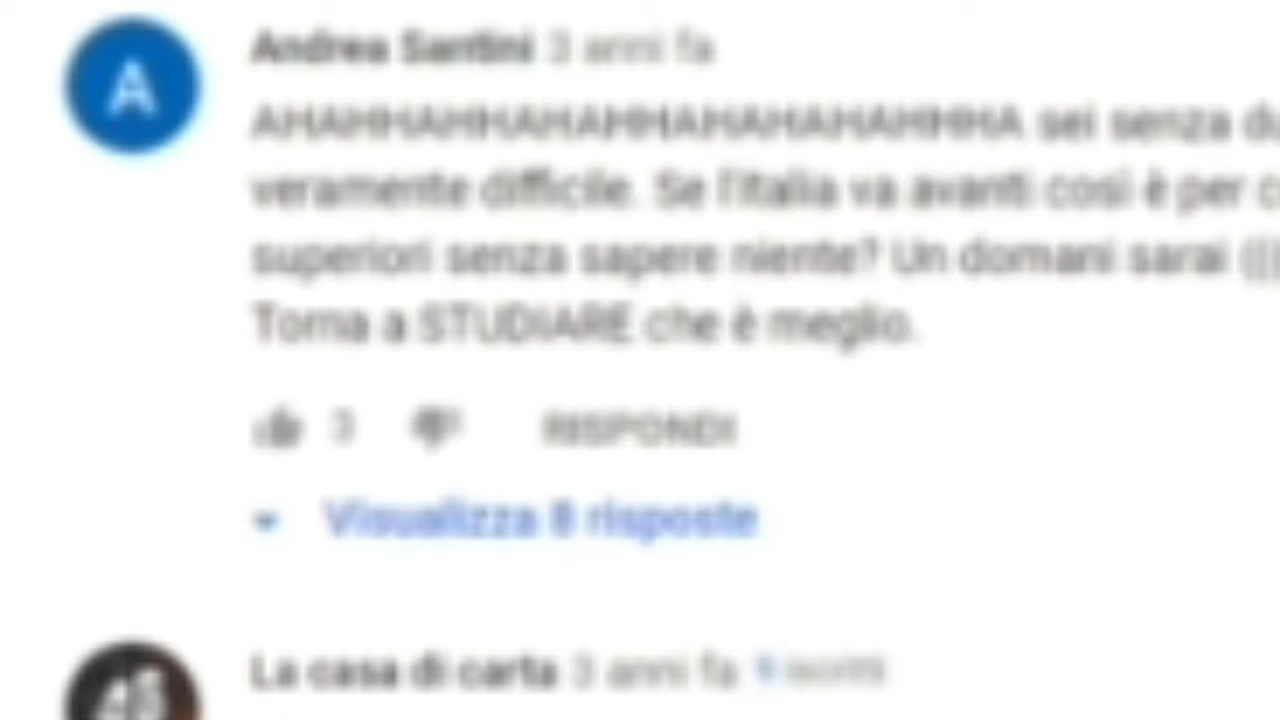 A
Andrea Santini 3 anni fa
AHAHHAHHAHAHHAHAHAHAHHHA sei senza
veramente difficile. Se l'Italia va avanti così è per
superiori senza sapere niente? Un domani sarai
Torna a STUDIARE che è meglio.
3 RISPONDI
Visualizza 8 risposte
La casa di carta 3 anni fa iscritti